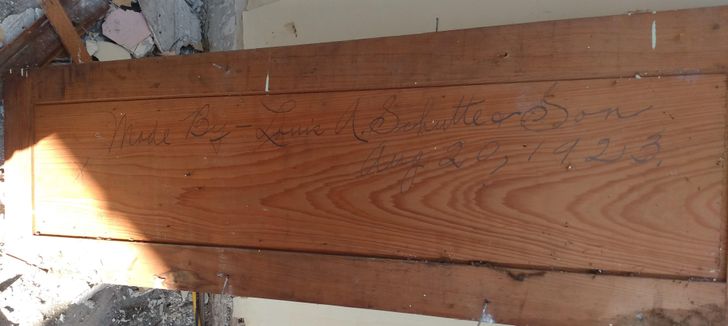 Made By - Louis A. Schutte & Son
Aug 20, 1923.